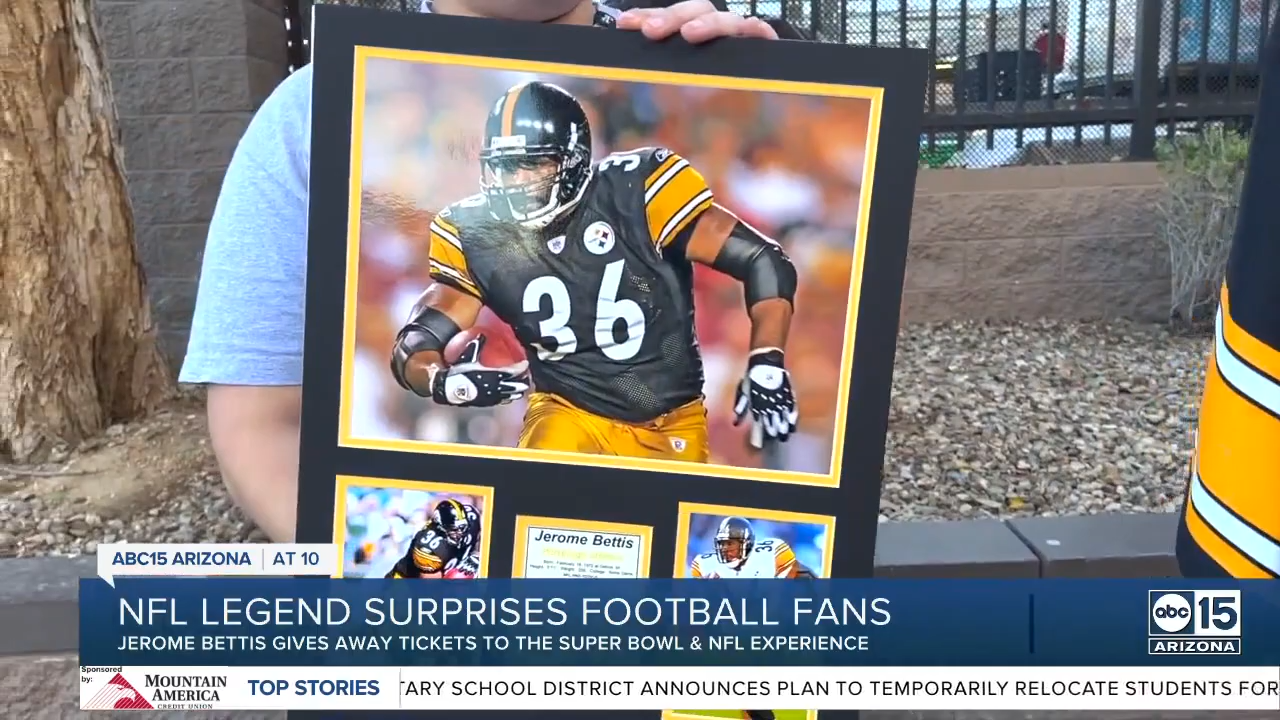 36
36
36
36
Jerome Bettis
ABC15 ARIZONA
AT 10
NFL LEGEND SURPRISES FOOTBALL FANS
JEROME BETTIS GIVES AWAY TICKETS TO THE SUPER BOWL & NFL EXPERIENCE
abc 15
ARIZONA
Sponsored
by:
MOUNTAIN
AMERICA
CREDIT UNION
TOP STORIES
TARY SCHOOL DISTRICT ANNOUNCES PLAN TO TEMPORARILY RELOCATE STUDENTS FOR